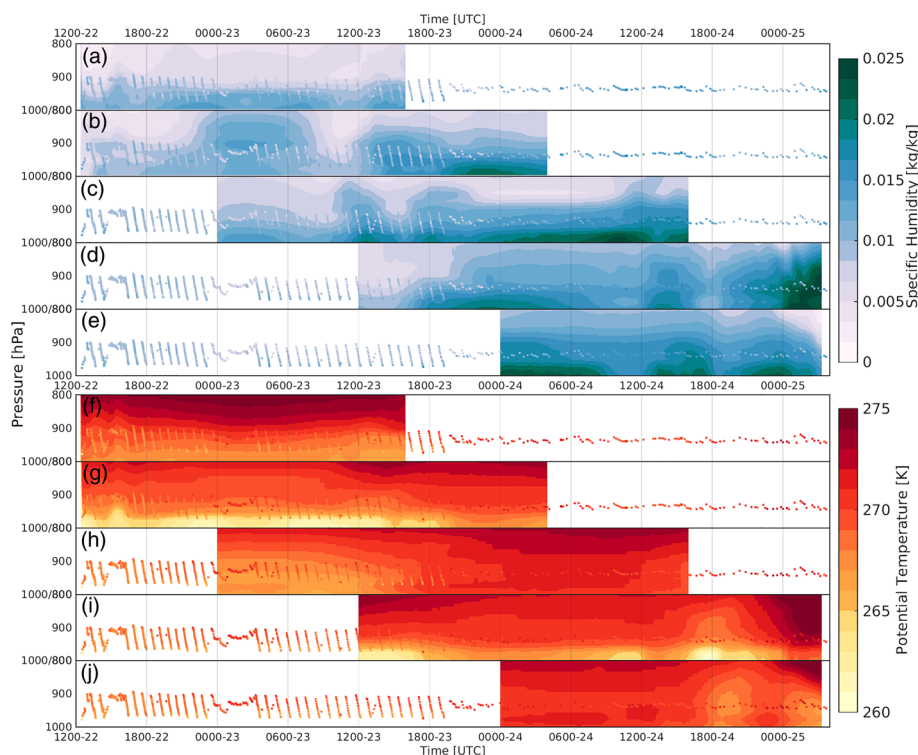 Time [UTC]
1200-22 1800-22 0000-23 0600-23 1200-23 1800-23 0000-24 0600-24 1200-24 1800-24 0000-25
800
(a)
900
1000/800
(b)
900
1000/800
(c)
900
1000/800
(d)
900
1000/800
(e)
900
1000
1200-22 1800-22 0000-23 0600-23 1200-23 1800-23 0000-24 0600-24 1200-24 1800-24 0000-25
0.025
0.02
0.015
0.01
0.005
0
Specific Humidity [kg/kg]
Pressure [hPa]
800
(f)
900
1000/800
(g)
900
1000/800
(h)
900
1000/800
(i)
900
1000/800
(j)
900
1000
1200-22 1800-22 0000-23 0600-23 1200-23 1800-23 0000-24 0600-24 1200-24 1800-24 0000-25
Time [UTC]
275
270
265
260
Potential Temperature [K]